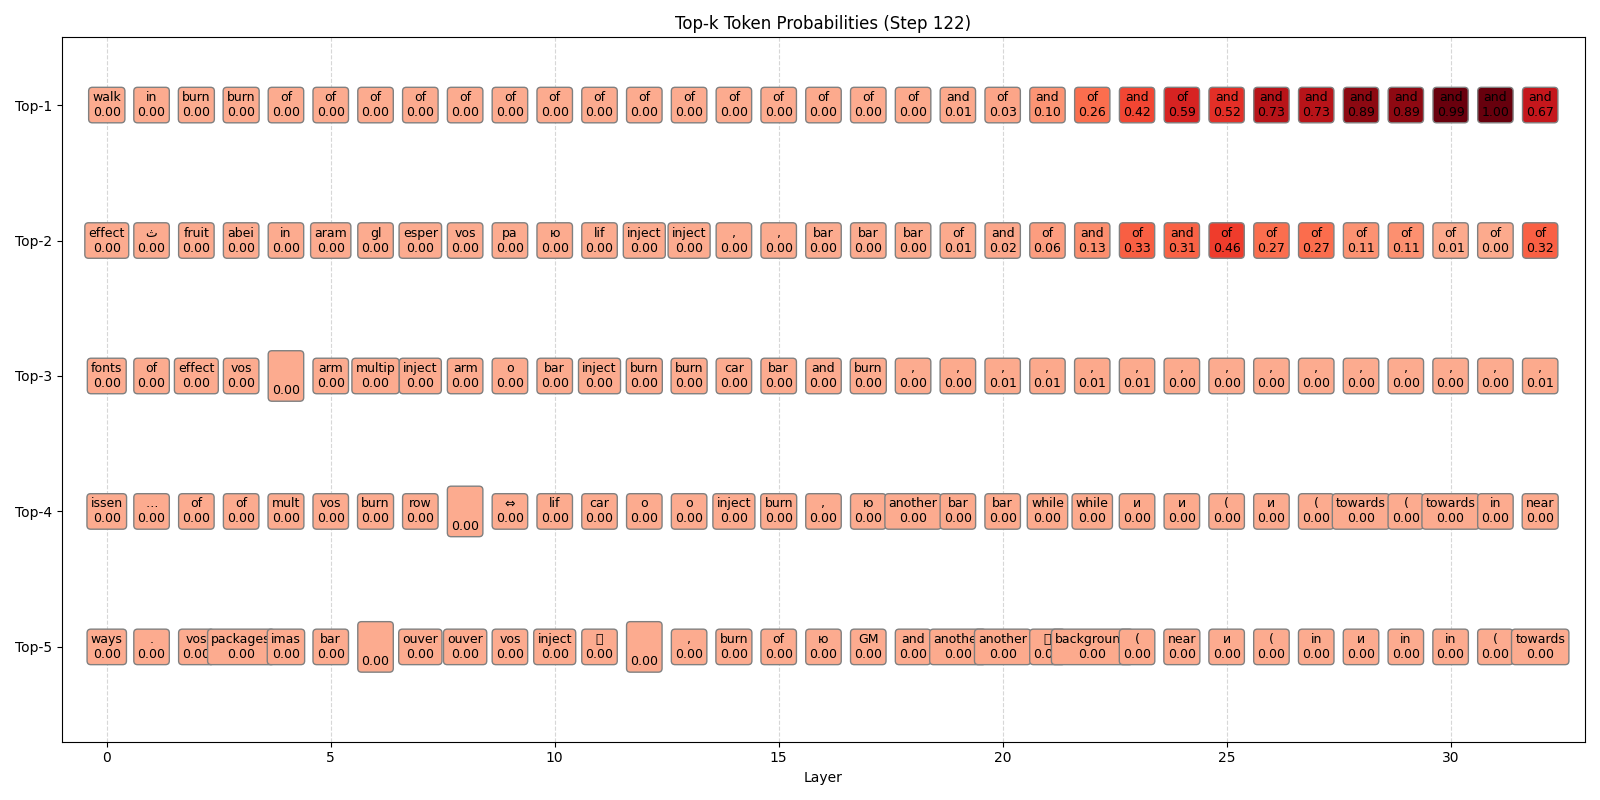 Top-k Token Probabilities (Step 122)
Top-1
walk in burn burn of of of of of of of of of of of of of of of and of and of and of and and and and and and and and
0.00 0.00 0.00 0.00 0.00 0.00 0.00 0.00 0.00 0.00 0.00 0.00 0.00 0.00 0.00 0.00 0.00 0.00 0.00 0.01 0.03 0.10 0.26 0.42 0.59 0.52 0.73 0.73 0.89 0.89 0.99 1.00 0.67
Top-2
effect ث fruit abei in aram gl esper vos pa ю lif inject inject , , bar bar bar of and of and of and of of of of of of of of
0.00 0.00 0.00 0.00 0.00 0.00 0.00 0.00 0.00 0.00 0.00 0.00 0.00 0.00 0.00 0.00 0.00 0.00 0.00 0.01 0.02 0.06 0.13 0.33 0.31 0.46 0.27 0.27 0.11 0.11 0.01 0.00 0.32
Top-3
fonts of effect vos arm multip inject arm o bar inject burn burn car bar and burn , , , , , , , , , , , , , , ,
0.00 0.00 0.00 0.00 0.00 0.00 0.00 0.00 0.00 0.00 0.00 0.00 0.00 0.00 0.00 0.00 0.00 0.00 0.00 0.00 0.01 0.01 0.01 0.01 0.00 0.00 0.00 0.00 0.00 0.00 0.00 0.00 0.01
Top-4
issen ... of of mult vos burn row ⇔ lif car o o inject burn , ю another bar bar while while и и ( и ( towards ( towards in near
0.00 0.00 0.00 0.00 0.00 0.00 0.00 0.00 0.00 0.00 0.00 0.00 0.00 0.00 0.00 0.00 0.00 0.00 0.00 0.00 0.00 0.00 0.00 0.00 0.00 0.00 0.00 0.00 0.00 0.00 0.00 0.00 0.00
Top-5
ways . vos packages imas bar ouver ouver vos inject , burn of ю GM and another ( near и ( in и in in ( towards
0.00 0.00 0.00 0.00 0.00 0.00 0.00 0.00 0.00 0.00 0.00 0.00 0.00 0.00 0.00 0.00 0.00 0.00 0.00 0.00 0.00 0.00 0.00 0.00 0.00 0.00 0.00 0.00 0.00 0.00 0.00
0 5 10 15 20 25 30
Layer